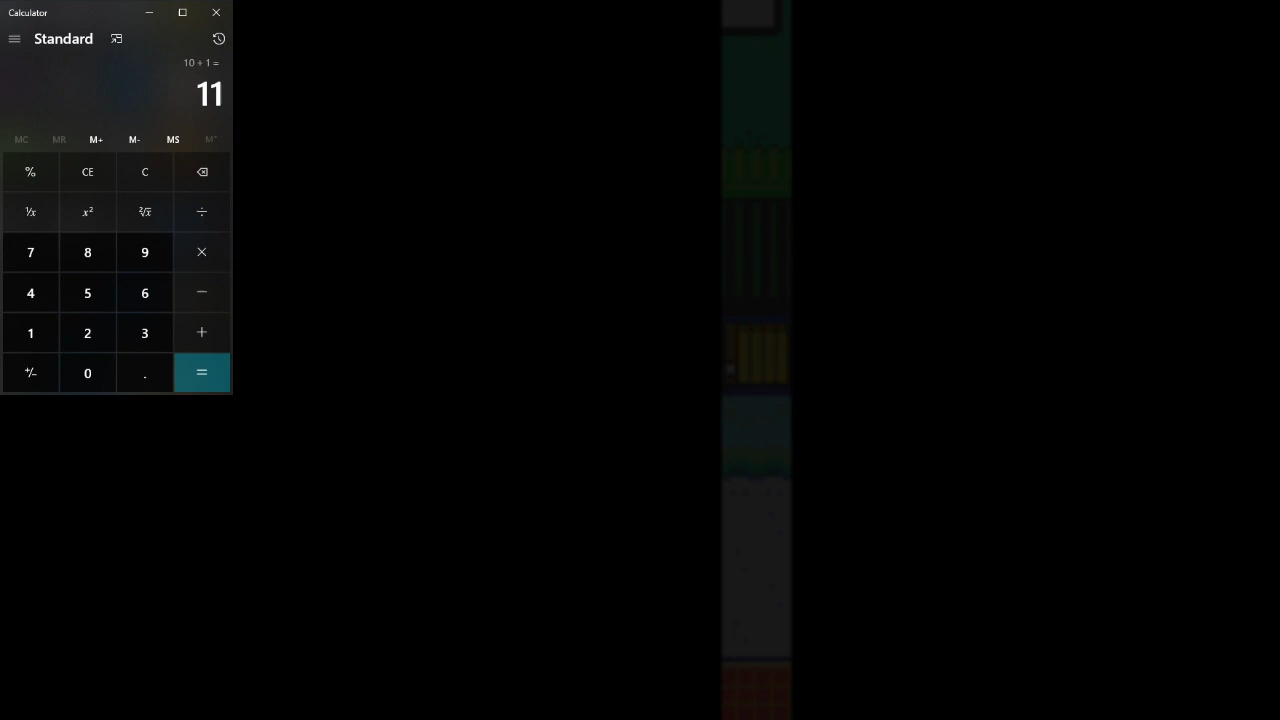 Calculator
Standard
10 + 1 =
11
MC MR M+ M- MS M˅
% CE C
¹/x x² ²√x ÷
7 8 9 ×
4 5 6 −
1 2 3 +
+/− 0 . =